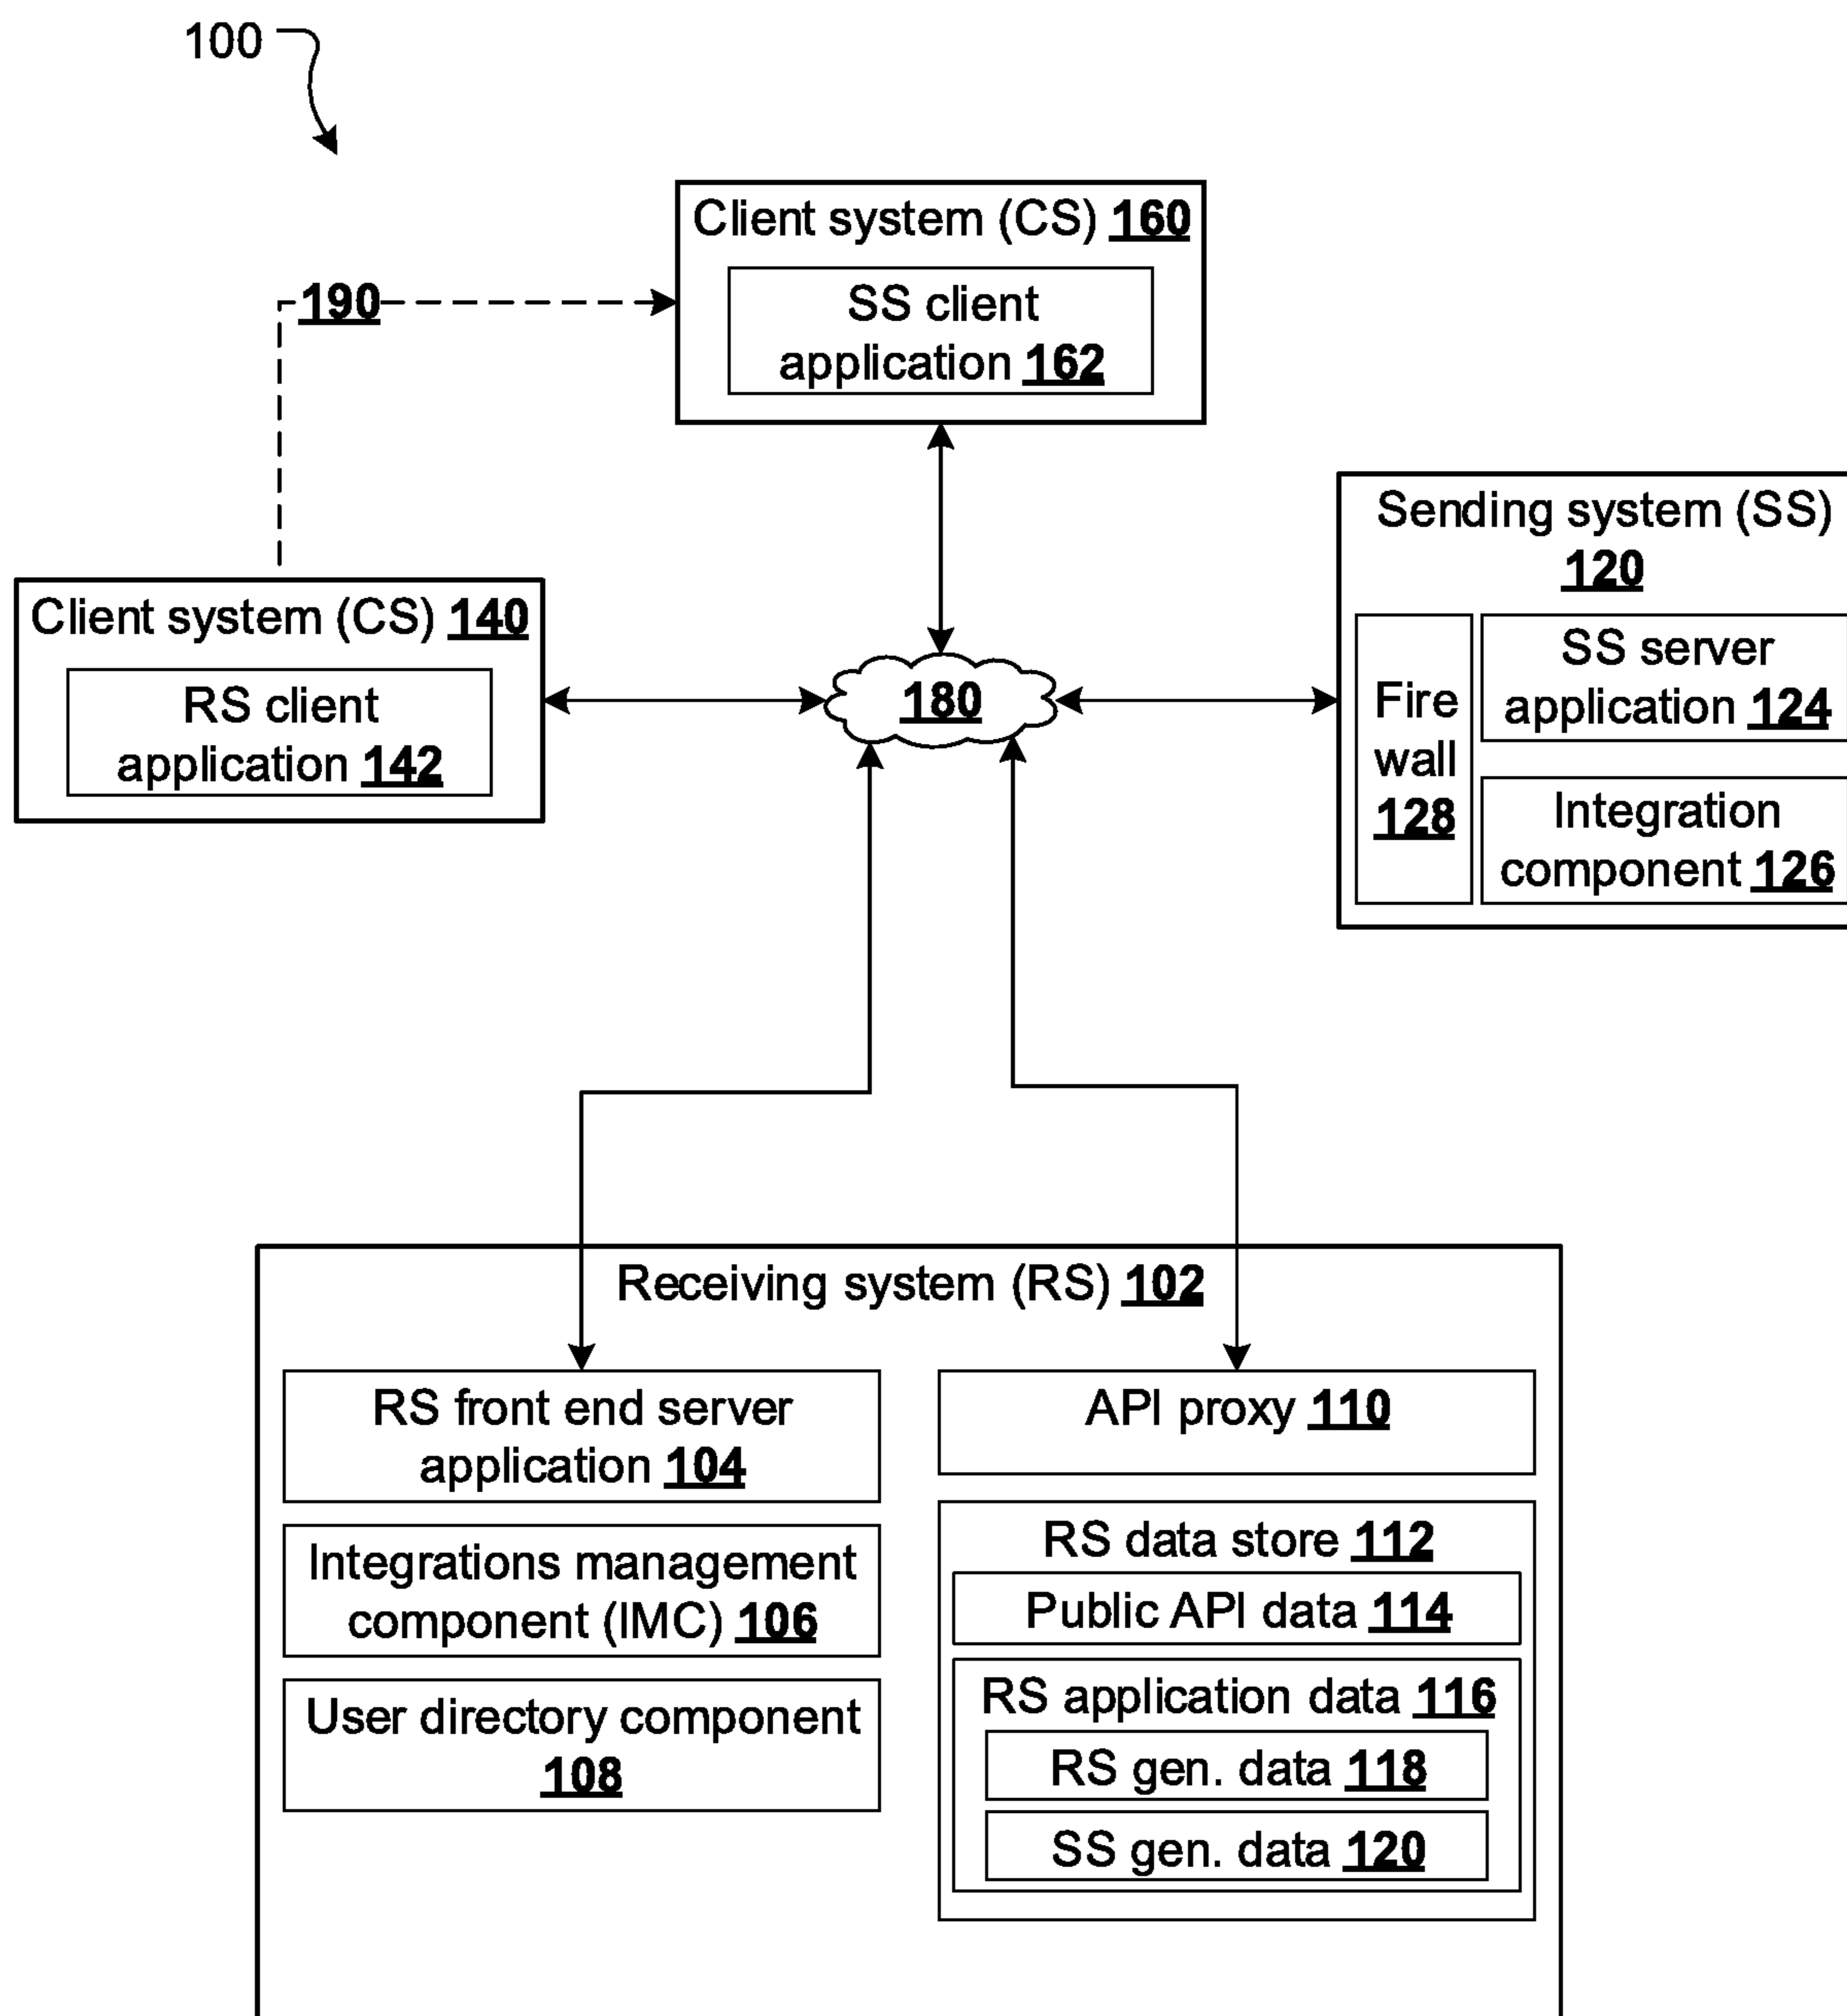 100
Client system (CS) 160
SS client
application 162
190
Sending system (SS)
120
Fire
wall
128
SS server
application 124
Integration
component 126
Client system (CS) 140
RS client
application 142
180
Receiving system (RS) 102
RS front end server
application 104
Integrations management
component (IMC) 106
User directory component
108
API proxy 110
RS data store 112
Public API data 114
RS application data 116
RS gen. data 118
SS gen. data 120